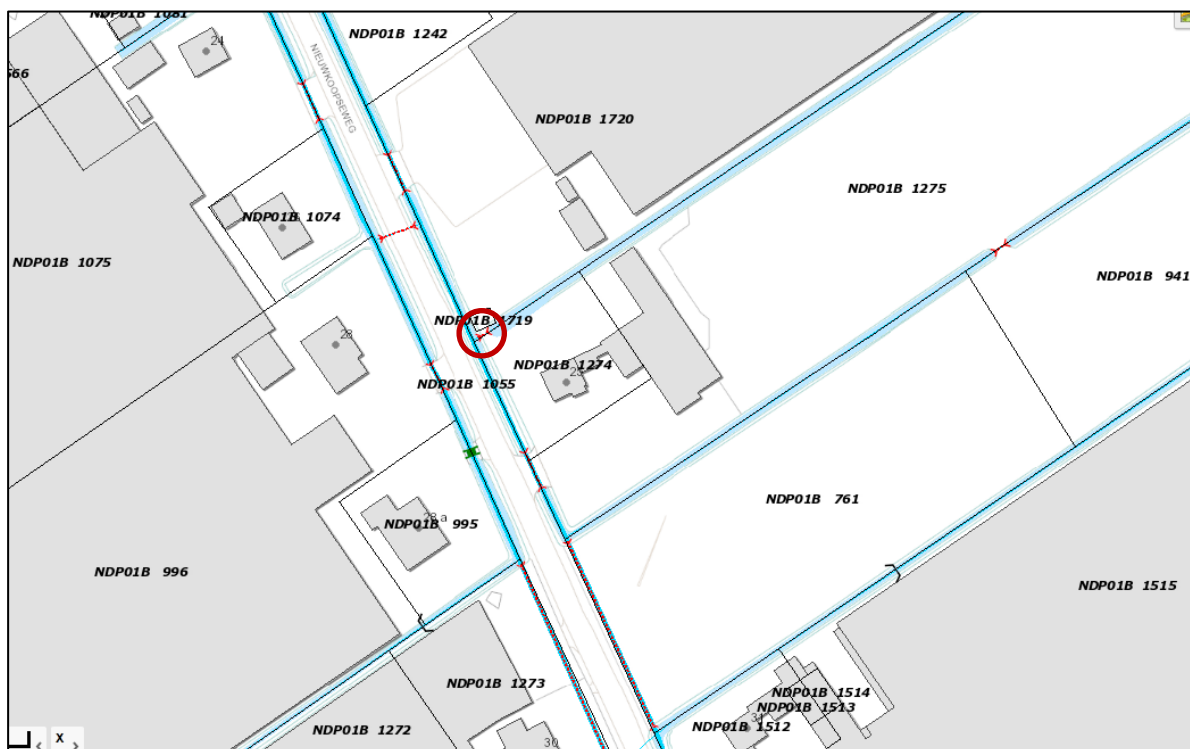 NDP01B 1081
24
NDP01B 1242
NIEUWKOOPSEWEG
NDP01B 1720
NDP01B 1275
NDP01B 1074
NDP01B 1075
NDP01B 941
NDP01B 1719
28
NDP01B 1274
NDP01B 1055
NDP01B 761
NDP01B 995
NDP01B 996
NDP01B 1515
NDP01B 1273
NDP01B 1514
NDP01B 1513
NDP01B 1512
NDP01B 1272
30
X